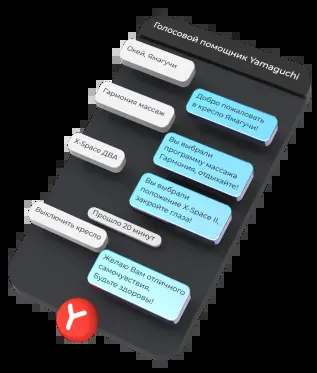 Голосовой помощник Yamaguchi
Окей, Ямагучи
Добро пожаловать
в кресло Ямагучи!
Гармония массаж
Вы выбрали
программу массажа
Гармония, отдыхайте!
X-Space ДВА
Вы выбрали
положение X-Space II,
закройте глаза!
Прошло 20 минут
Выключить кресло
Желаю Вам отличного
самочувствия,
Будьте здоровы!